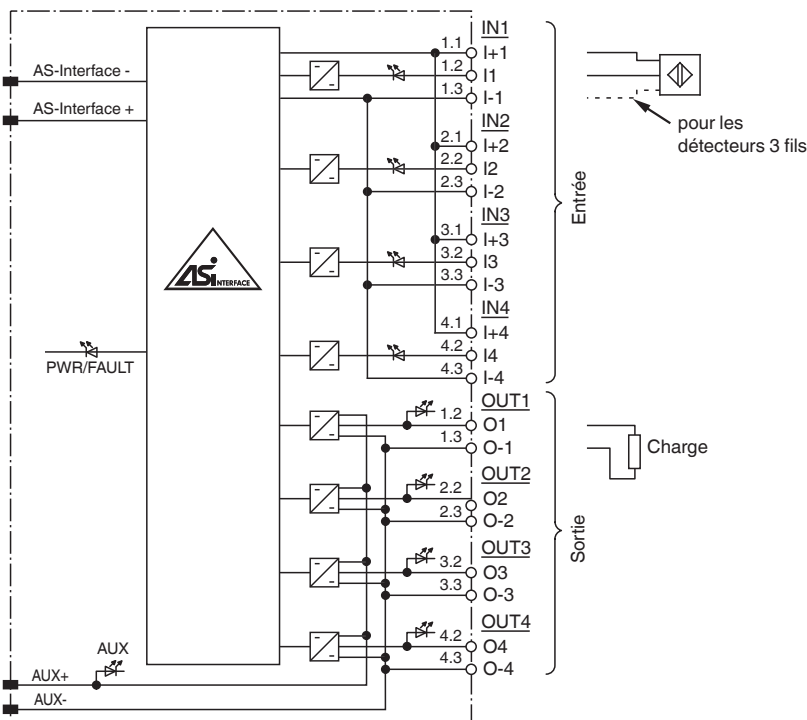 AS-Interface -
AS-Interface +
ASi INTERFACE
PWR/FAULT
AUX
AUX+
AUX-
IN1
1.1 I+1
1.2 I1
1.3 I-1
IN2
2.1 I+2
2.2 I2
2.3 I-2
IN3
3.1 I+3
3.2 I3
3.3 I-3
IN4
4.1 I+4
4.2 I4
4.3 I-4
OUT1
1.2 O1
1.3 O-1
OUT2
2.2 O2
2.3 O-2
OUT3
3.2 O3
3.3 O-3
OUT4
4.2 O4
4.3 O-4
Entrée
Sortie
pour les
détecteurs 3 fils
Charge